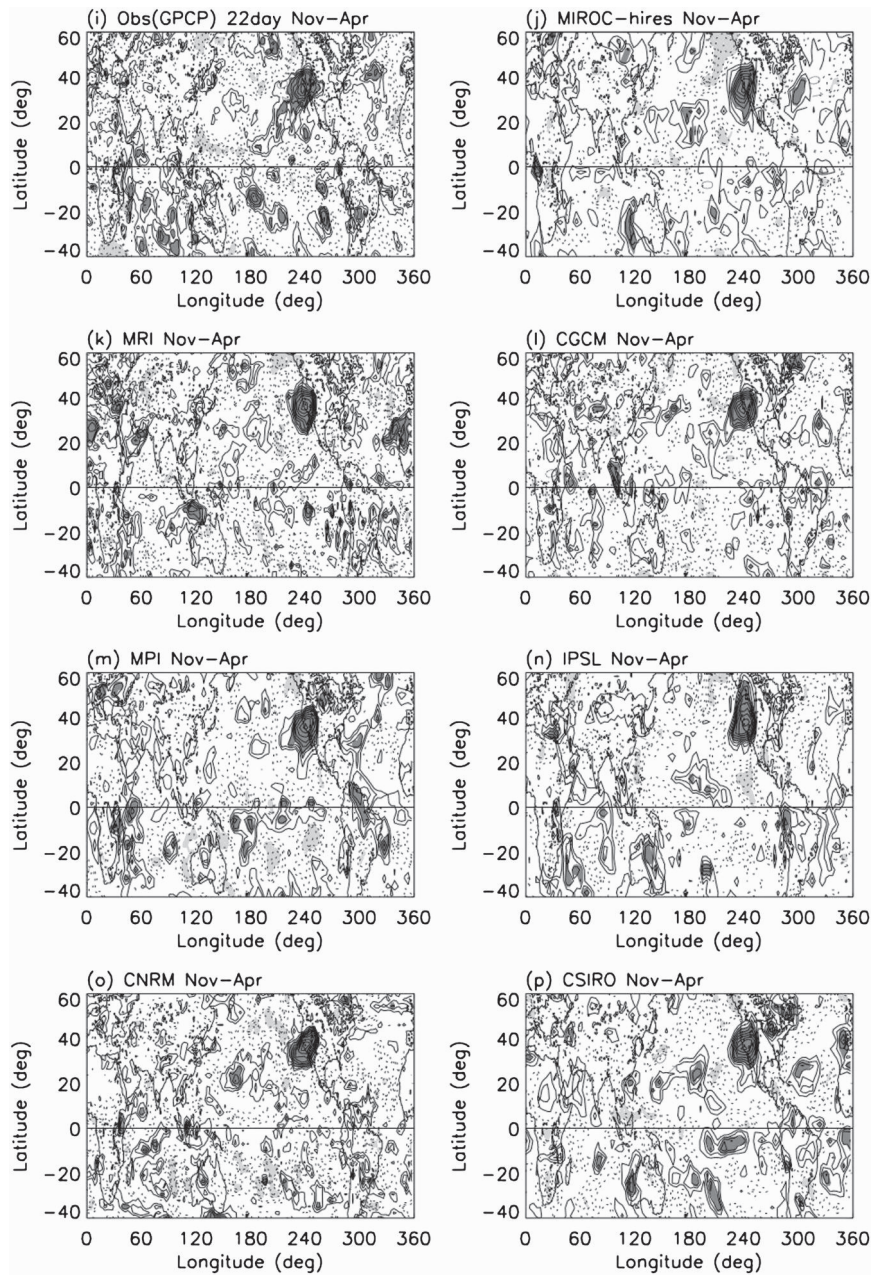 (i) Obs(GPCP) 22day Nov-Apr
60
40
20
0
-20
-40
Latitude (deg)
0 60 120 180 240 300 360
Longitude (deg)
(j) MIROC-hires Nov-Apr
60
40
20
0
-20
-40
Latitude (deg)
0 60 120 180 240 300 360
Longitude (deg)
(k) MRI Nov-Apr
60
40
20
0
-20
-40
Latitude (deg)
0 60 120 180 240 300 360
Longitude (deg)
(l) CGCM Nov-Apr
60
40
20
0
-20
-40
Latitude (deg)
0 60 120 180 240 300 360
Longitude (deg)
(m) MPI Nov-Apr
60
40
20
0
-20
-40
Latitude (deg)
0 60 120 180 240 300 360
Longitude (deg)
(n) IPSL Nov-Apr
60
40
20
0
-20
-40
Latitude (deg)
0 60 120 180 240 300 360
Longitude (deg)
(o) CNRM Nov-Apr
60
40
20
0
-20
-40
Latitude (deg)
0 60 120 180 240 300 360
Longitude (deg)
(p) CSIRO Nov-Apr
60
40
20
0
-20
-40
Latitude (deg)
0 60 120 180 240 300 360
Longitude (deg)